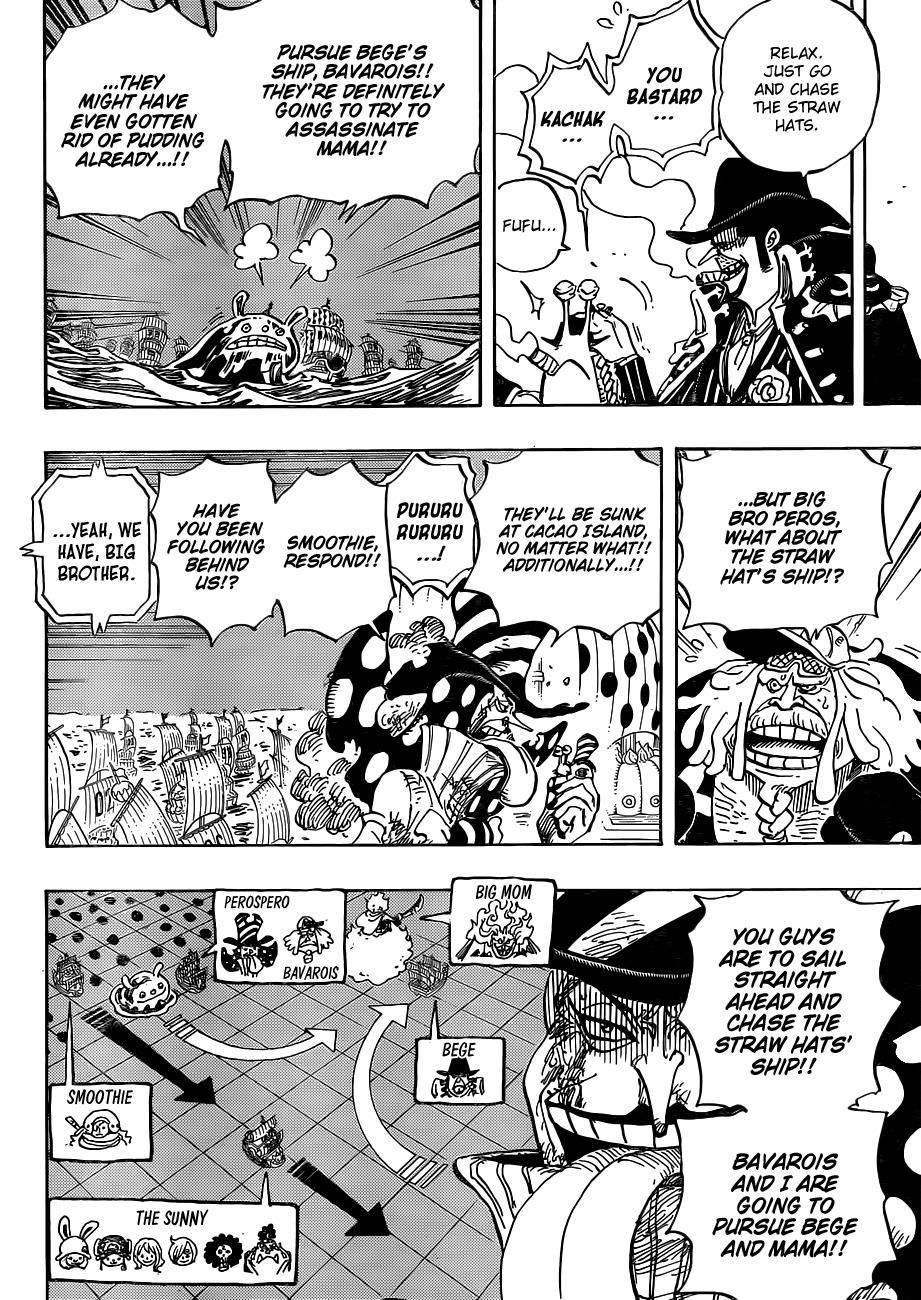 RELAX.
JUST GO
AND CHASE
THE STRAW
HATS.
YOU
BASTARD
...
KACHAK
...
FUFU...
PURSUE BEGE'S
SHIP, BAVAROIS!!
THEY'RE DEFINITELY
GOING TO TRY TO
ASSASSINATE
MAMA!!
...THEY
MIGHT HAVE
EVEN GOTTEN
RID OF PUDDING
ALREADY...!!
...BUT BIG
BRO PEROS,
WHAT ABOUT
THE STRAW
HAT'S SHIP!?
THEY'LL BE SUNK
AT CACAO ISLAND,
NO MATTER WHAT!!
ADDITIONALLY...!!
PURURU
RURURU
...!
SMOOTHIE,
RESPOND!!
HAVE
YOU BEEN
FOLLOWING
BEHIND
US!?
...YEAH, WE
HAVE, BIG
BROTHER.
YOU GUYS
ARE TO SAIL
STRAIGHT
AHEAD AND
CHASE THE
STRAW HATS'
SHIP!!
BAVAROIS
AND I ARE
GOING TO
PURSUE BEGE
AND MAMA!!
BIG MOM
PEROSPERO
BAVAROIS
BEGE
SMOOTHIE
THE SUNNY